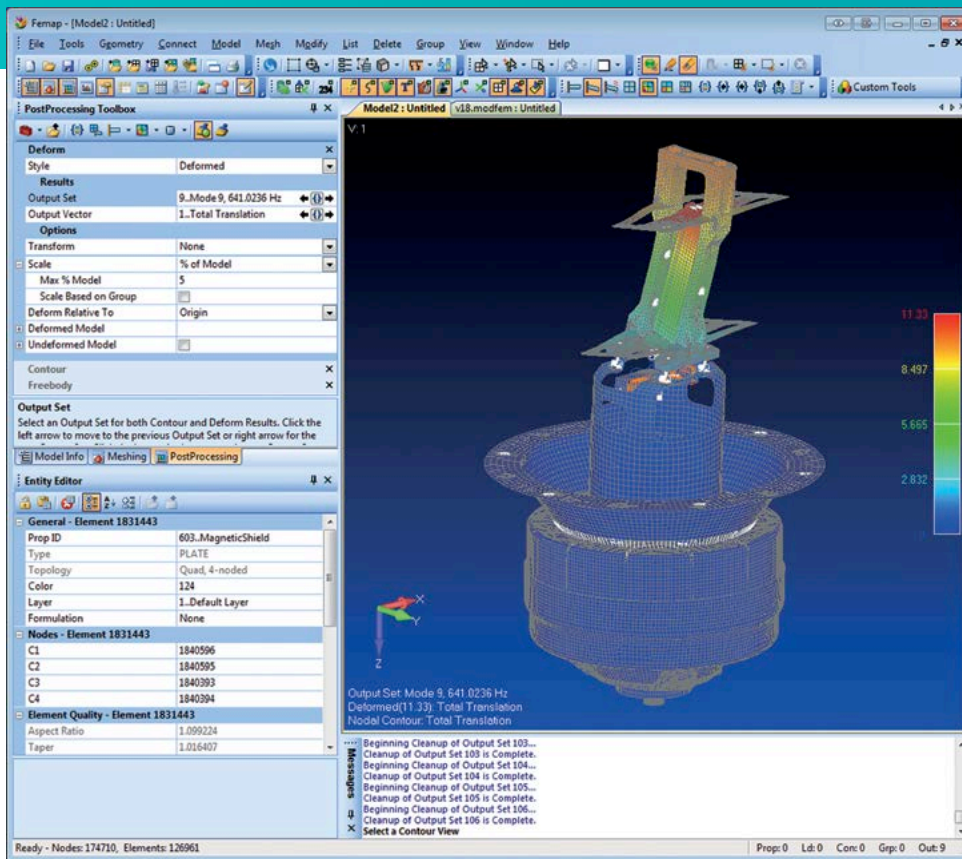 Femap - [Model2 : Untitled]
File Tools Geometry Connect Model Mesh Modify List Delete Group View Window Help
Custom Tools
PostProcessing Toolbox
Model2 : Untitled v18.modfem : Untitled
V: 1
Deform
Style Deformed
Results
Output Set 9..Mode 9, 641.0236 Hz
Output Vector 1..Total Translation
Options
Transform None
Scale % of Model
Max % Model 5
Scale Based on Group
Deform Relative To Origin
Deformed Model
Undeformed Model
Contour
Freebody
Output Set
Select an Output Set for both Contour and Deform Results. Click the
left arrow to move to the previous Output Set or right arrow for the
Model Info Meshing PostProcessing
Entity Editor
General - Element 1831443
Prop ID 603..MagneticShield
Type PLATE
Topology Quad, 4-noded
Color 124
Layer 1..Default Layer
Formulation None
Nodes - Element 1831443
C1 1840596
C2 1840595
C3 1840393
C4 1840394
Element Quality - Element 1831443
Aspect Ratio 1.099224
Taper 1.016407
11.33
8.497
5.665
2.832
X
Y
Z
Output Set: Mode 9, 641.0236 Hz
Deformed(11.33): Total Translation
Nodal Contour: Total Translation
Messages
Beginning Cleanup of Output Set 103...
Cleanup of Output Set 103 is Complete.
Beginning Cleanup of Output Set 104...
Cleanup of Output Set 104 is Complete.
Beginning Cleanup of Output Set 105...
Cleanup of Output Set 105 is Complete.
Beginning Cleanup of Output Set 106...
Cleanup of Output Set 106 is Complete.
Select a Contour View
Ready - Nodes: 174710, Elements: 126961 Prop: 0 Ld: 0 Con: 0 Grp: 0 Out: 9